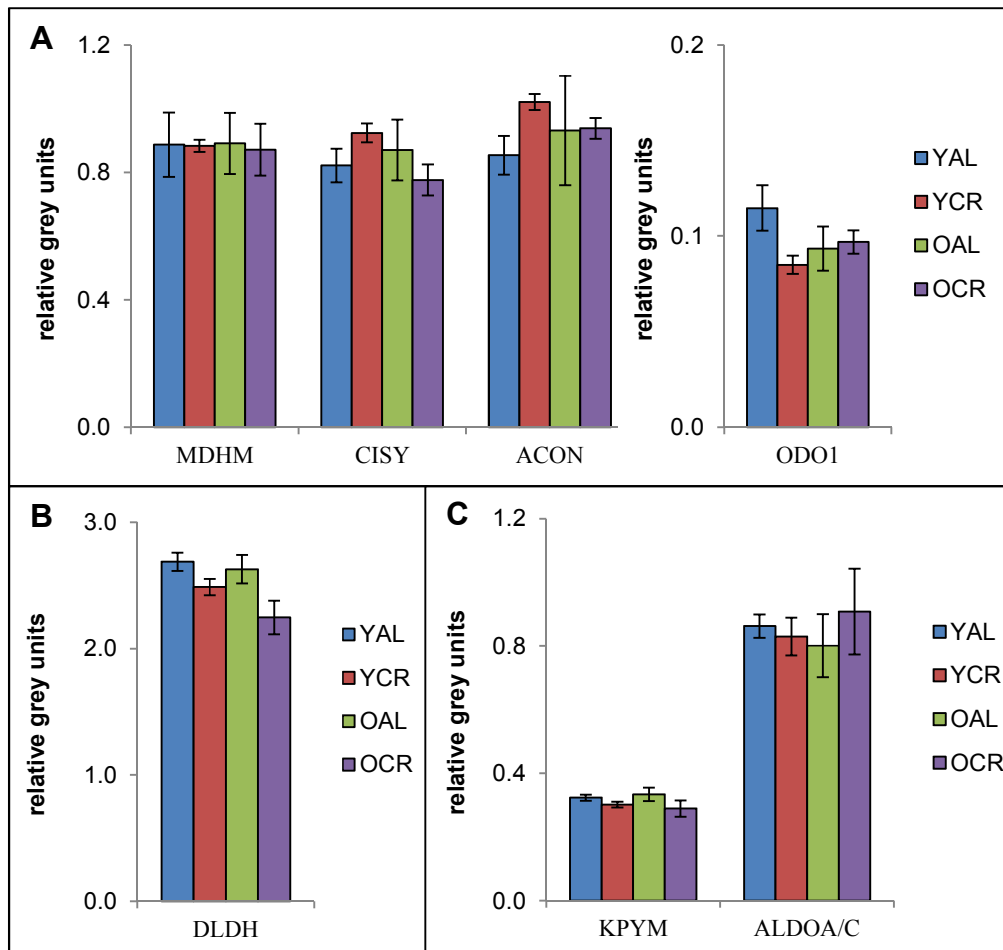 A
relative grey units
1.2
0.8
0.4
0.0
MDHM CISY ACON
relative grey units
0.2
0.1
0.0
ODO1
YAL
YCR
OAL
OCR
B
relative grey units
3.0
2.0
1.0
0.0
DLDH
YAL
YCR
OAL
OCR
C
relative grey units
1.2
0.8
0.4
0.0
KPYM ALDOA/C
YAL
YCR
OAL
OCR